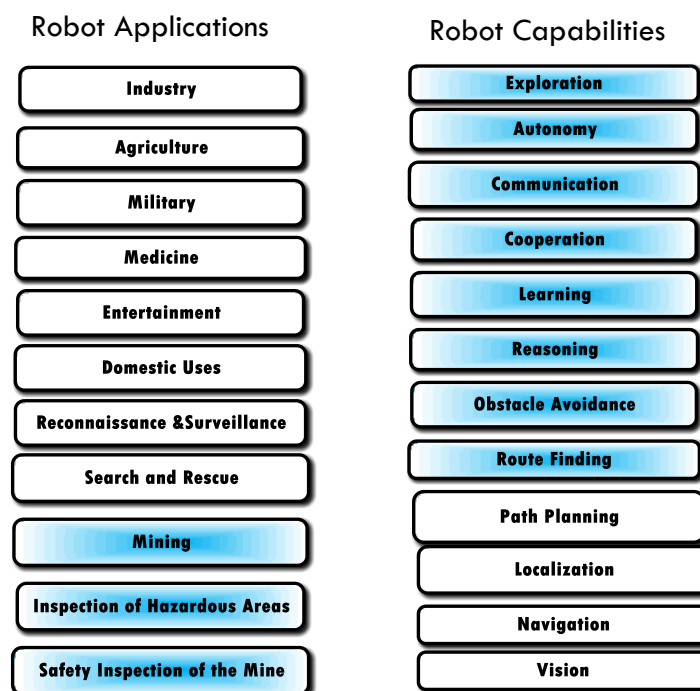 Robot Applications
Industry
Agriculture
Military
Medicine
Entertainment
Domestic Uses
Reconnaissance &Surveillance
Search and Rescue
Mining
Inspection of Hazardous Areas
Safety Inspection of the Mine
Robot Capabilities
Exploration
Autonomy
Communication
Cooperation
Learning
Reasoning
Obstacle Avoidance
Route Finding
Path Planning
Localization
Navigation
Vision